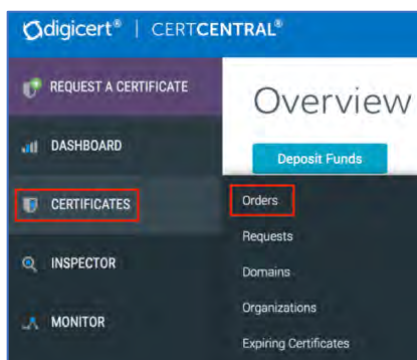 digicert® | CERTCENTRAL®
REQUEST A CERTIFICATE
Overview
DASHBOARD
Deposit Funds
CERTIFICATES
Orders
Requests
INSPECTOR
Domains
Organizations
MONITOR
Expiring Certificates